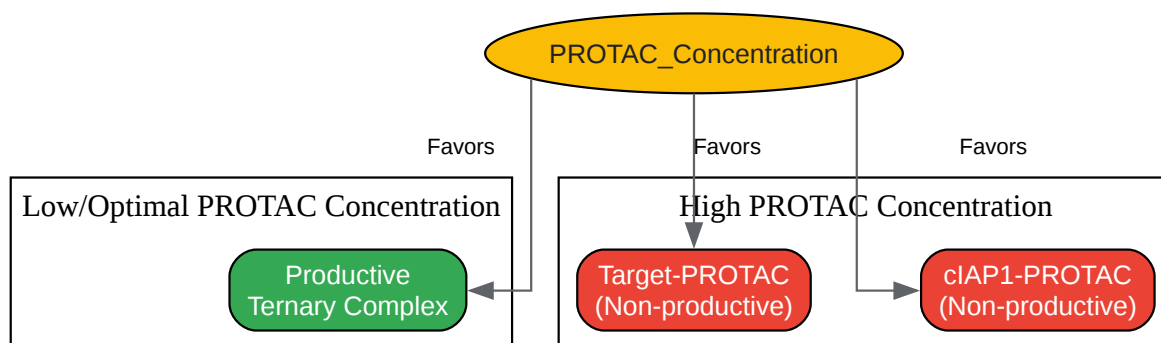 PROTAC_Concentration
Favors
Favors
Favors
Low/Optimal PROTAC Concentration
High PROTAC Concentration
Productive
Ternary Complex
Target-PROTAC
(Non-productive)
cIAP1-PROTAC
(Non-productive)